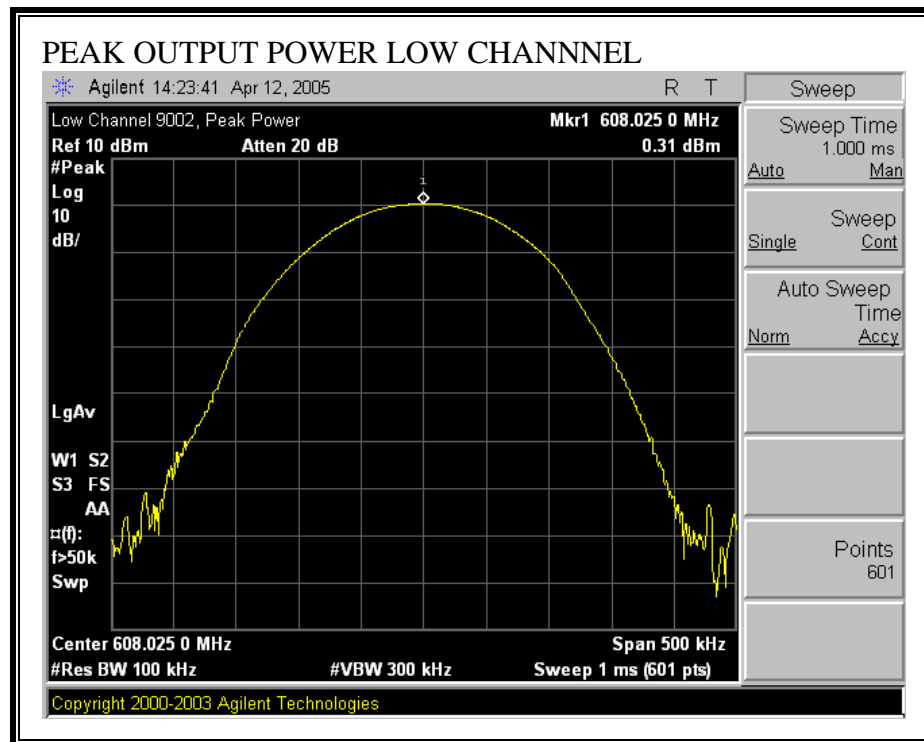 PEAK OUTPUT POWER LOW CHANNNEL
Agilent 14:23:41 Apr 12, 2005 R T
Low Channel 9002, Peak Power Mkr1 608.025 0 MHz
Ref 10 dBm Atten 20 dB 0.31 dBm
#Peak
Log
10
dB/
1
LgAv
W1 S2
S3 FS
AA
¤(f):
f>50k
Swp
Center 608.025 0 MHz Span 500 kHz
#Res BW 100 kHz #VBW 300 kHz Sweep 1 ms (601 pts)
Copyright 2000-2003 Agilent Technologies
Sweep
Sweep Time
1.000 ms
Auto Man
Sweep
Single Cont
Auto Sweep
Time
Norm Accy
Points
601